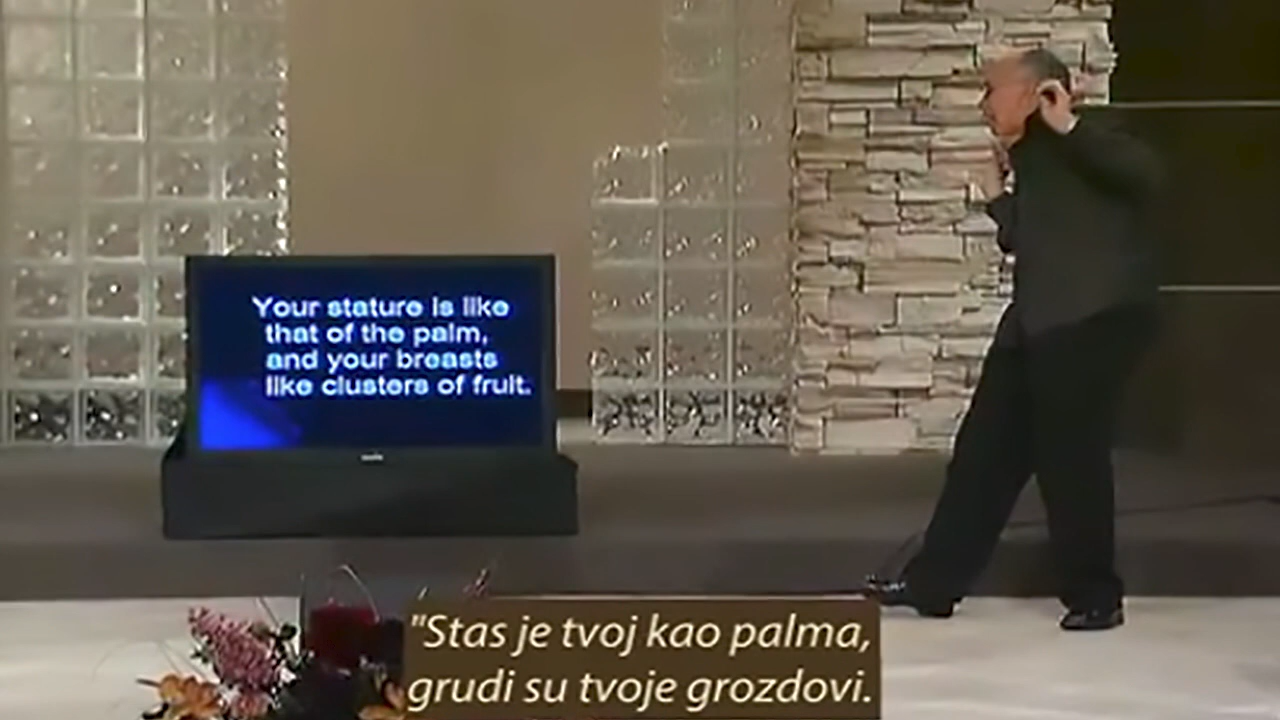 Your stature is like
that of the palm,
and your breasts
like clusters of fruit.
"Stas je tvoj kao palma,
grudi su tvoje grozdovi.